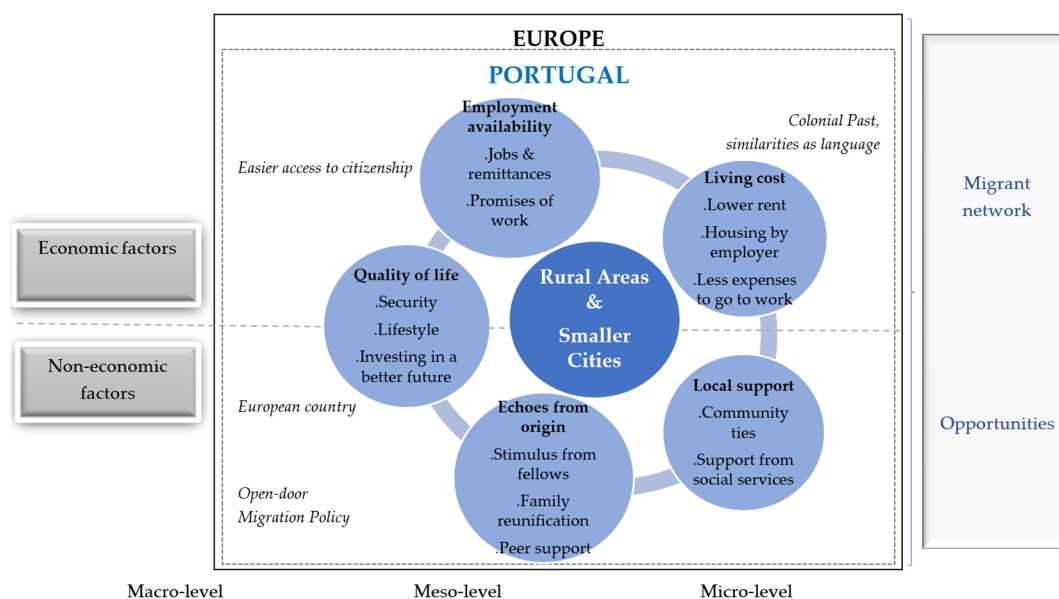 EUROPE
PORTUGAL
Employment
availability
.Jobs &
remittances
.Promises of
work
Colonial Past,
similarities as language
Easier access to citizenship
Living cost
.Lower rent
.Housing by
employer
.Less expenses
to go to work
Migrant
network
Economic factors
Quality of life
.Security
.Lifestyle
.Investing in a
better future
Rural Areas
&
Smaller
Cities
Non-economic
factors
European country
Local support
.Community
ties
.Support from
social services
Opportunities
Echoes from
origin
.Stimulus from
fellows
.Family
reunification
.Peer support
Open-door
Migration Policy
Macro-level
Meso-level
Micro-level